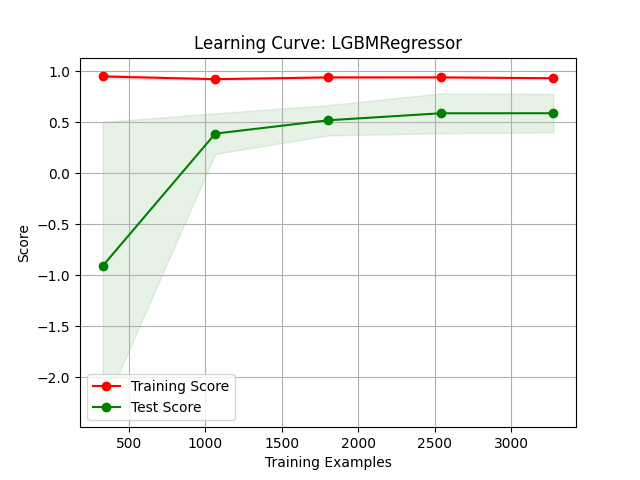 Learning Curve: LGBMRegressor
Score
1.0
0.5
0.0
−0.5
−1.0
−1.5
−2.0
Training Score
Test Score
500 1000 1500 2000 2500 3000
Training Examples